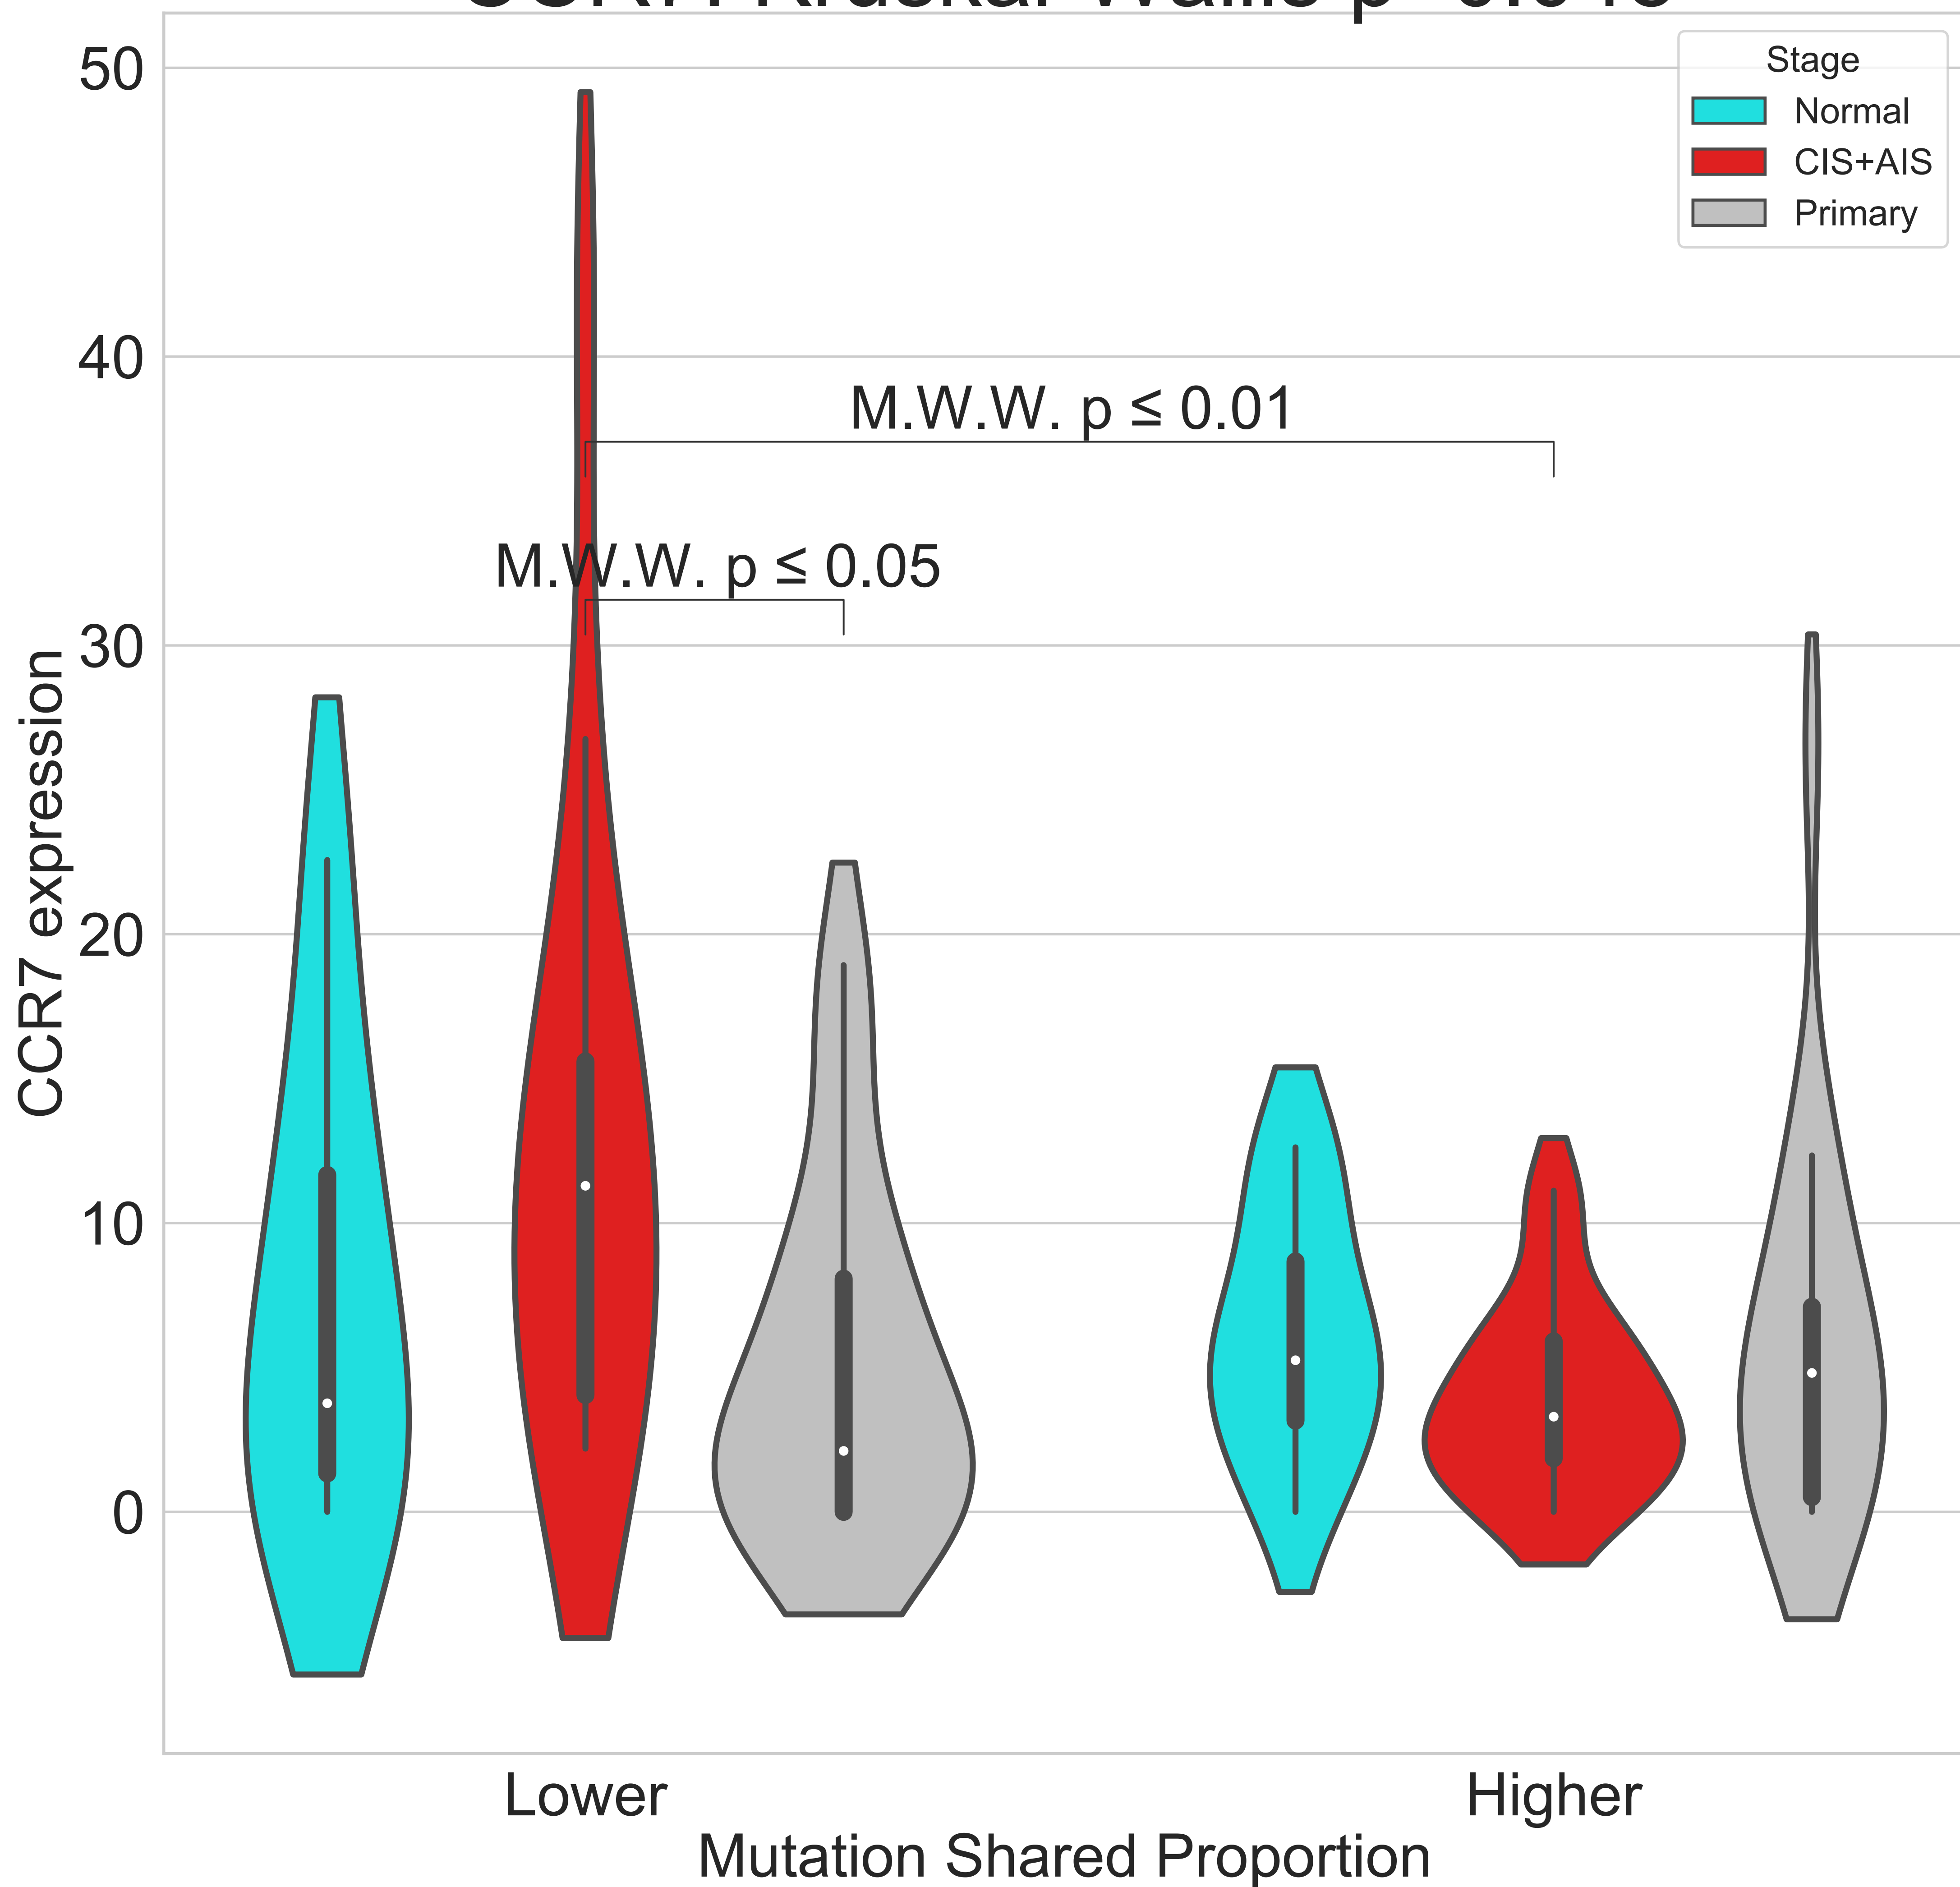 Stage
Normal
CIS+AIS
Primary
50
40
30
20
10
0
CCR7 expression
M.W.W. p ≤ 0.01
M.W.W. p ≤ 0.05
Lower
Higher
Mutation Shared Proportion